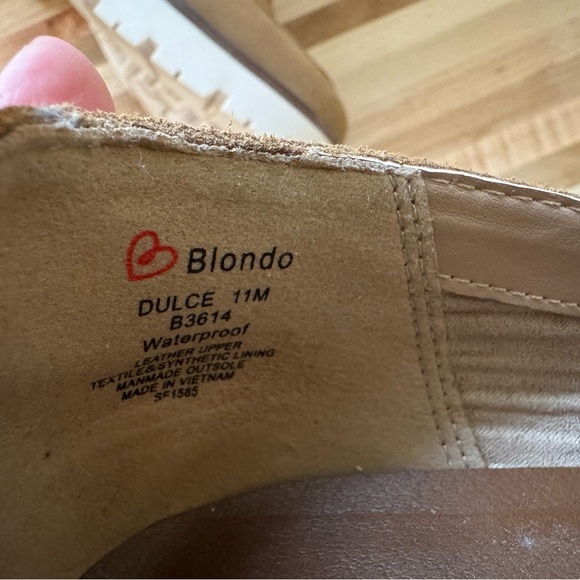 Blondo
DULCE 11M
B3614
Waterproof
LEATHER UPPER
TEXTILE&SYNTHETIC LINING
MANMADE OUTSOLE
MADE IN VIETNAM
SF1585